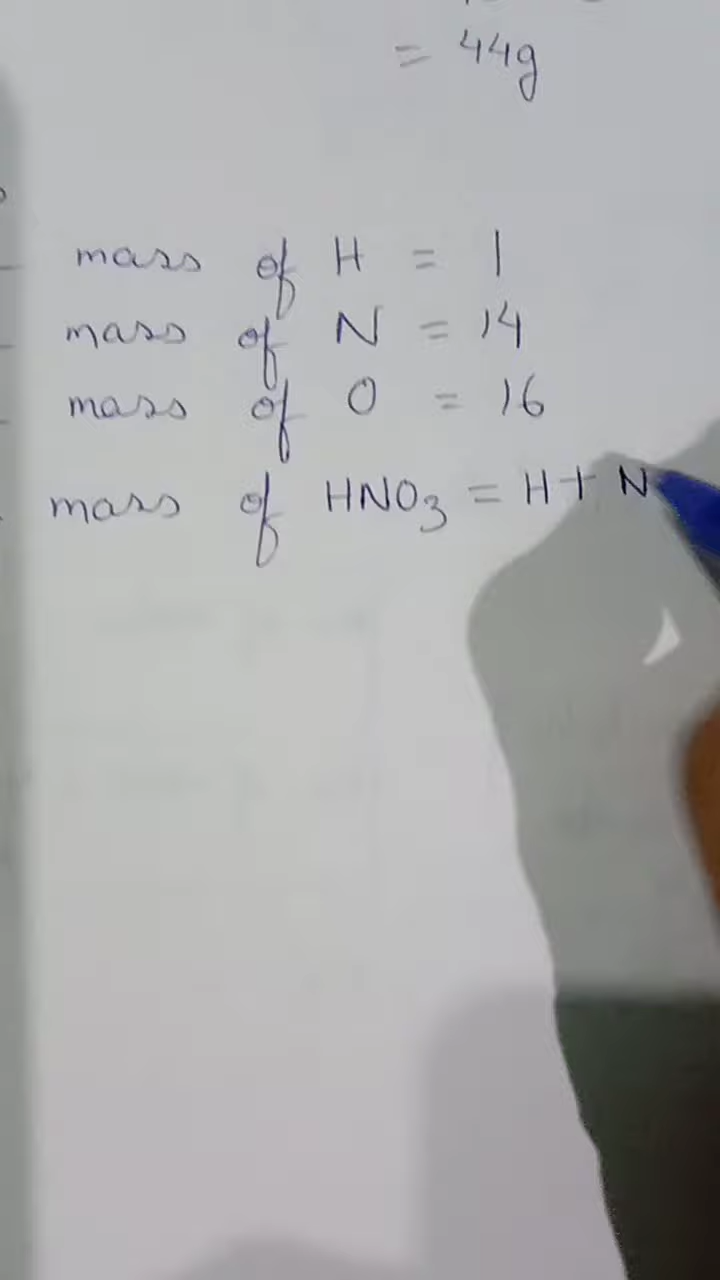 = 44g
mass of H = 1
mass of N = 14
mass of O = 16
mass of HNO₃ = H + N